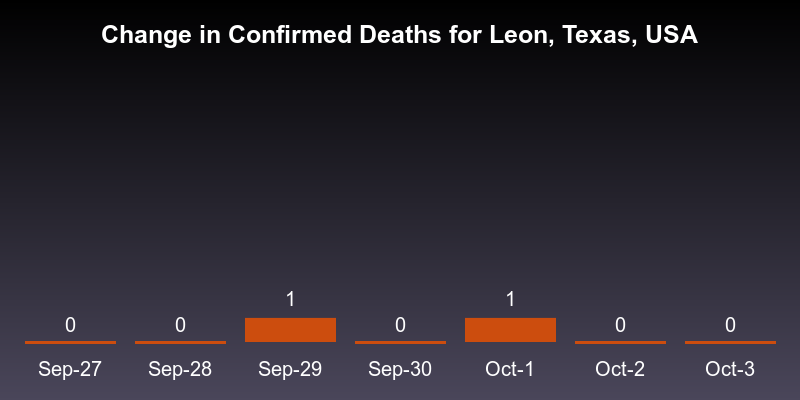 Change in Confirmed Deaths for Leon, Texas, USA
0 0 1 0 1 0 0
Sep-27 Sep-28 Sep-29 Sep-30 Oct-1 Oct-2 Oct-3